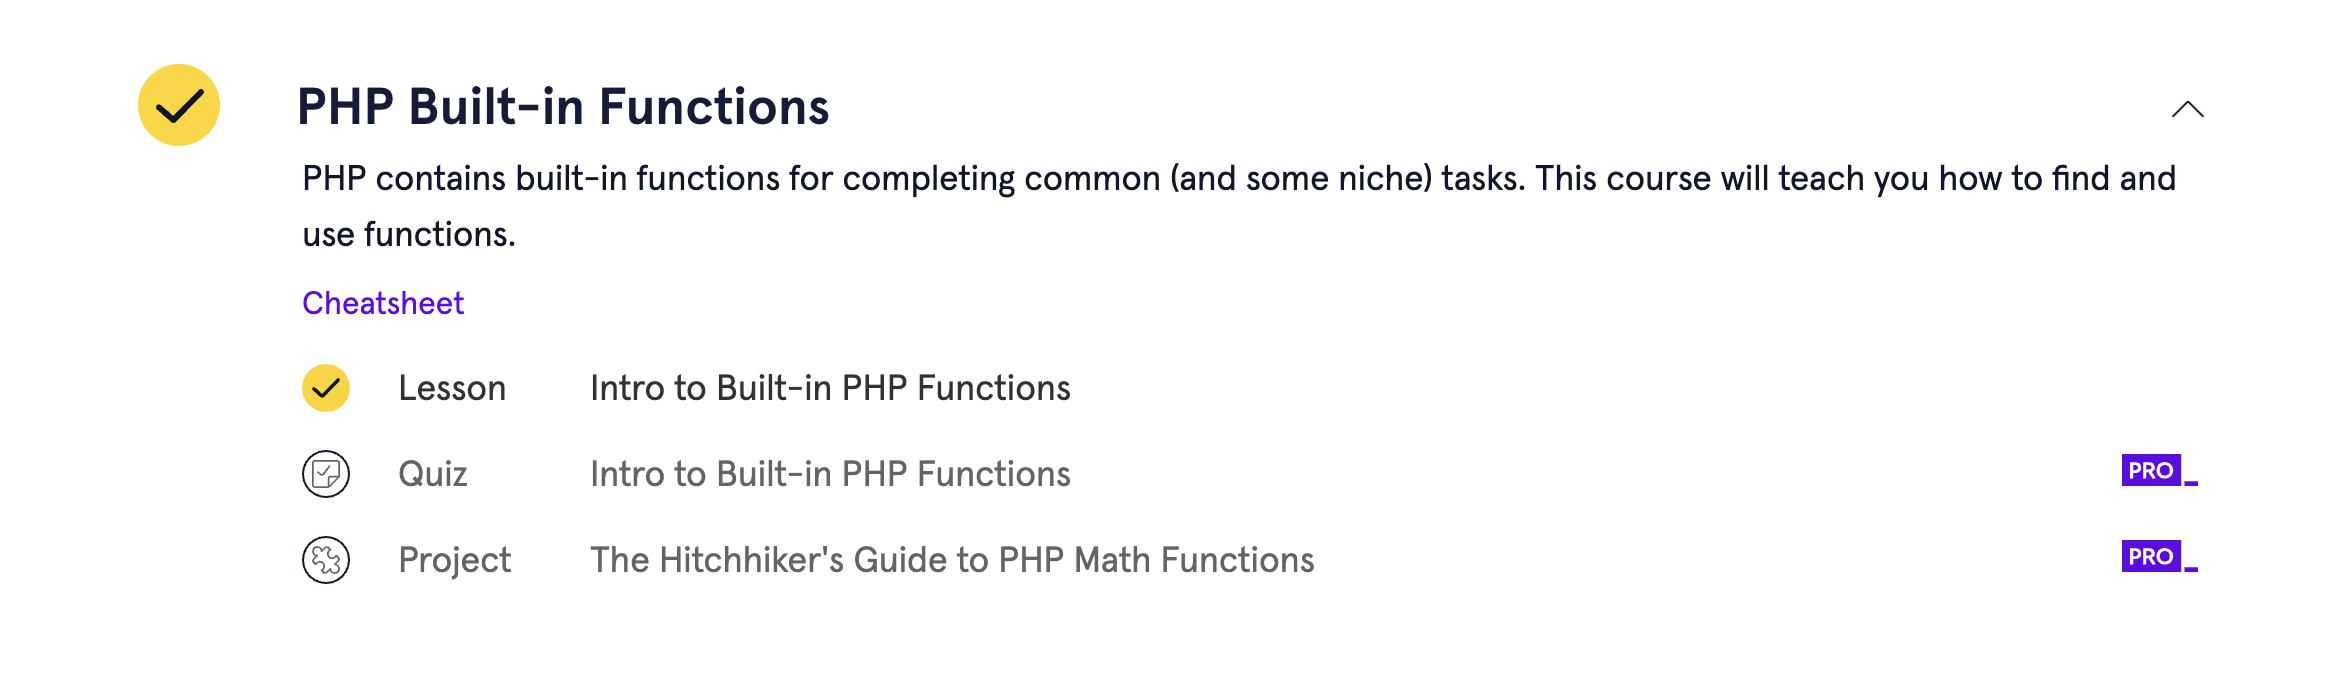 PHP Built-in Functions
PHP contains built-in functions for completing common (and some niche) tasks. This course will teach you how to find and
use functions.
Cheatsheet
Lesson Intro to Built-in PHP Functions
Quiz Intro to Built-in PHP Functions PRO_
Project The Hitchhiker's Guide to PHP Math Functions PRO_